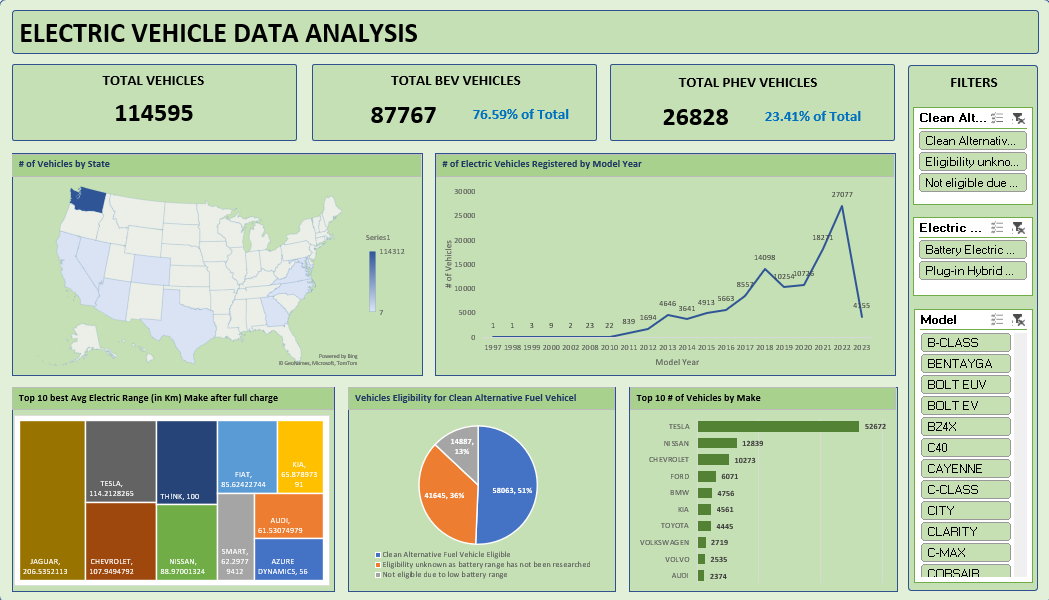 ELECTRIC VEHICLE DATA ANALYSIS
TOTAL VEHICLES
114595
TOTAL BEV VEHICLES
87767 76.59% of Total
TOTAL PHEV VEHICLES
26828 23.41% of Total
FILTERS
Clean Alt...
Clean Alternativ...
Eligibility unkno...
Not eligible due ...
Electric ...
Battery Electric ...
Plug-in Hybrid ...
Model
B-CLASS
BENTAYGA
BOLT EUV
BOLT EV
BZ4X
C40
CAYENNE
C-CLASS
CITY
CLARITY
C-MAX
CORSAIR
# of Vehicles by State
Series1
114312
7
Powered by Bing
© GeoNames, Microsoft, TomTom
# of Electric Vehicles Registered by Model Year
# of Vehicles
30000
25000
20000
15000
10000
5000
0
1 1 3 9 2 23 22 839 1694 4646 3641 4913 5663 8557 14098 10254 10726 18271 27077 4155
1997 1998 1999 2000 2002 2008 2010 2011 2012 2013 2014 2015 2016 2017 2018 2019 2020 2021 2022 2023
Model Year
Top 10 best Avg Electric Range (in Km) Make after full charge
JAGUAR,
206.5352113
TESLA,
114.2128265
CHEVROLET,
107.9494792
THINK, 100
NISSAN,
88.97001324
FIAT,
85.62422744
KIA,
65.878973
91
SMART,
62.2977
9412
AUDI,
61.53074979
AZURE
DYNAMICS, 56
Vehicles Eligibility for Clean Alternative Fuel Vehicel
14887,
13%
41645, 36%
58063, 51%
Clean Alternative Fuel Vehicle Eligible
Eligibility unknown as battery range has not been researched
Not eligible due to low battery range
Top 10 # of Vehicles by Make
TESLA 52672
NISSAN 12839
CHEVROLET 10273
FORD 6071
BMW 4756
KIA 4561
TOYOTA 4445
VOLKSWAGEN 2719
VOLVO 2535
AUDI 2374